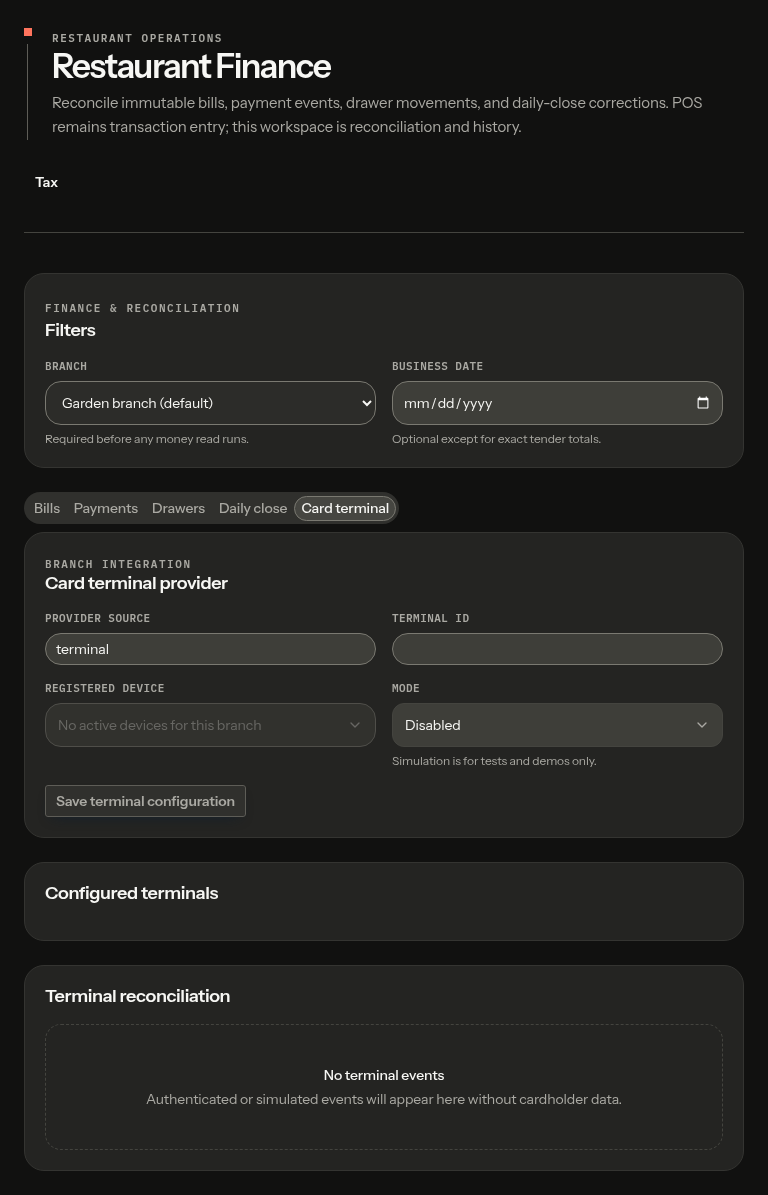 RESTAURANT OPERATIONS
Restaurant Finance
Reconcile immutable bills, payment events, drawer movements, and daily-close corrections. POS
remains transaction entry; this workspace is reconciliation and history.
Tax
FINANCE & RECONCILIATION
Filters
BRANCH
BUSINESS DATE
Garden branch (default)
mm/dd/yyyy
Required before any money read runs.
Optional except for exact tender totals.
Bills Payments Drawers Daily close Card terminal
BRANCH INTEGRATION
Card terminal provider
PROVIDER SOURCE
TERMINAL ID
terminal
REGISTERED DEVICE
MODE
No active devices for this branch
Disabled
Simulation is for tests and demos only.
Save terminal configuration
Configured terminals
Terminal reconciliation
No terminal events
Authenticated or simulated events will appear here without cardholder data.